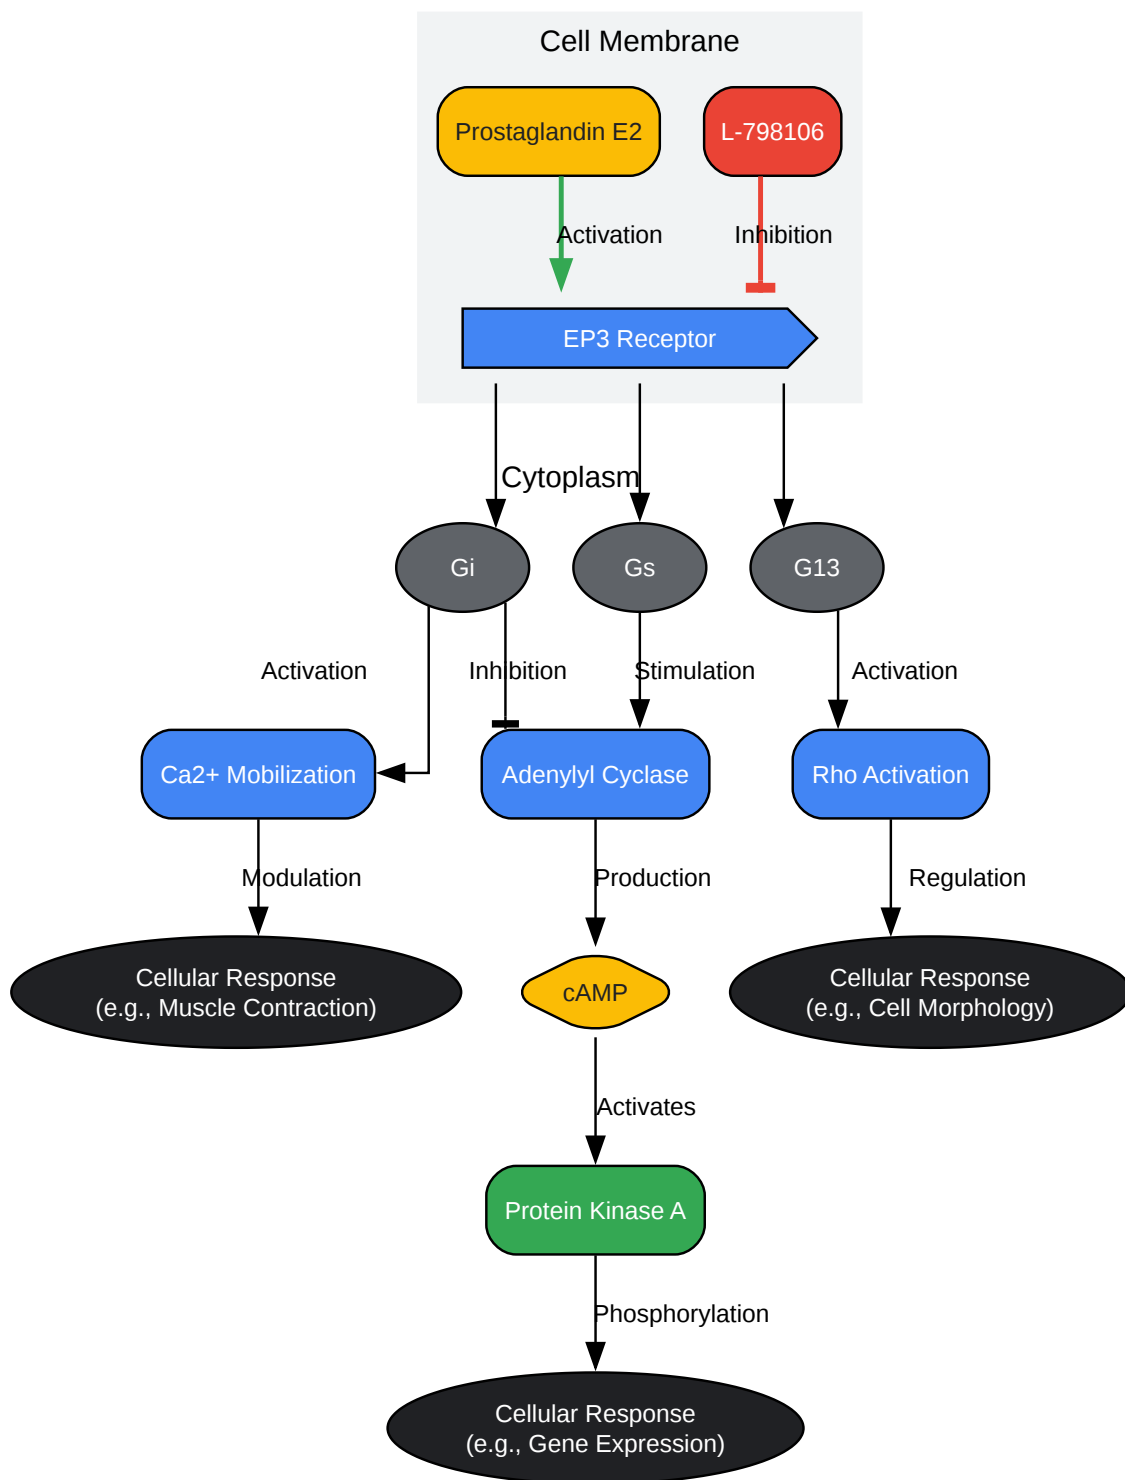 Cell Membrane
Prostaglandin E2
L-798106
Activation
Inhibition
EP3 Receptor
Cytoplasm
Gi
Gs
G13
Activation
Inhibition
Stimulation
Activation
Ca2+ Mobilization
Adenylyl Cyclase
Rho Activation
Modulation
Production
Regulation
Cellular Response
(e.g., Muscle Contraction)
cAMP
Cellular Response
(e.g., Cell Morphology)
Activates
Protein Kinase A
Phosphorylation
Cellular Response
(e.g., Gene Expression)